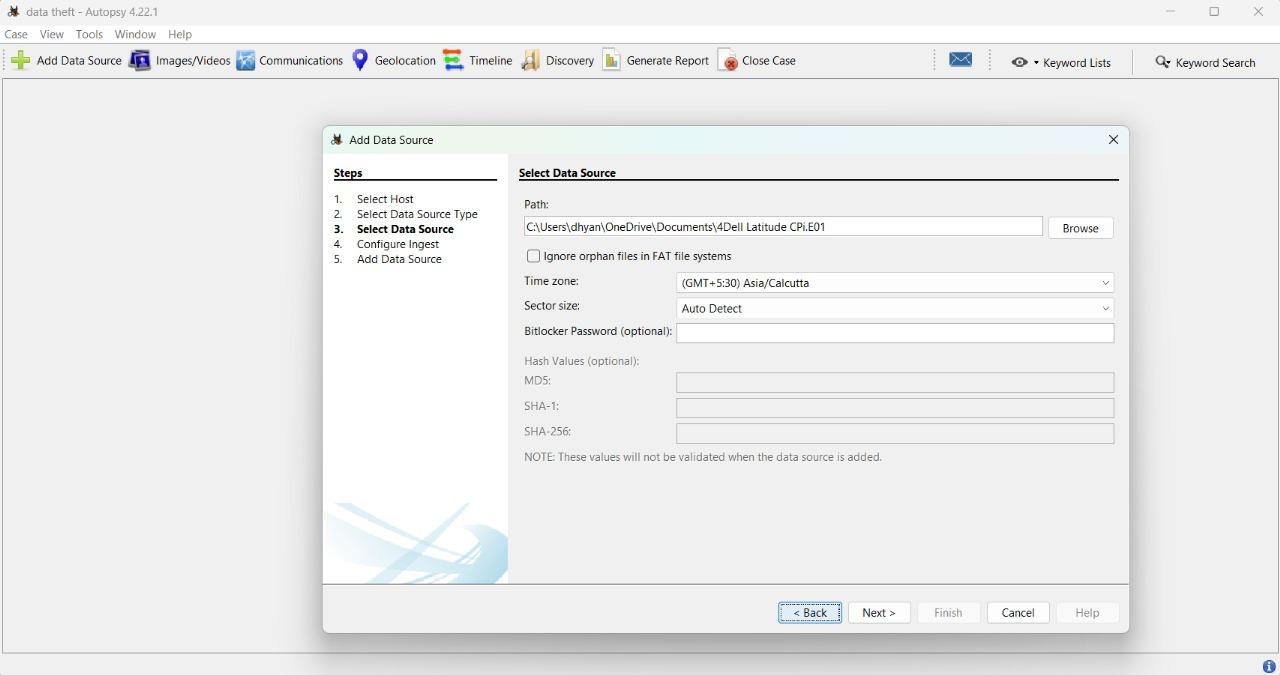 data theft - Autopsy 4.22.1
Case View Tools Window Help
Add Data Source Images/Videos Communications Geolocation Timeline Discovery Generate Report Close Case Keyword Lists Keyword Search
Add Data Source
Steps
1. Select Host
2. Select Data Source Type
3. Select Data Source
4. Configure Ingest
5. Add Data Source
Select Data Source
Path:
C:\Users\dhyan\OneDrive\Documents\4Dell Latitude CPi.E01 Browse
Ignore orphan files in FAT file systems
Time zone: (GMT+5:30) Asia/Calcutta
Sector size: Auto Detect
Bitlocker Password (optional):
Hash Values (optional):
MD5:
SHA-1:
SHA-256:
NOTE: These values will not be validated when the data source is added.
< Back Next > Finish Cancel Help